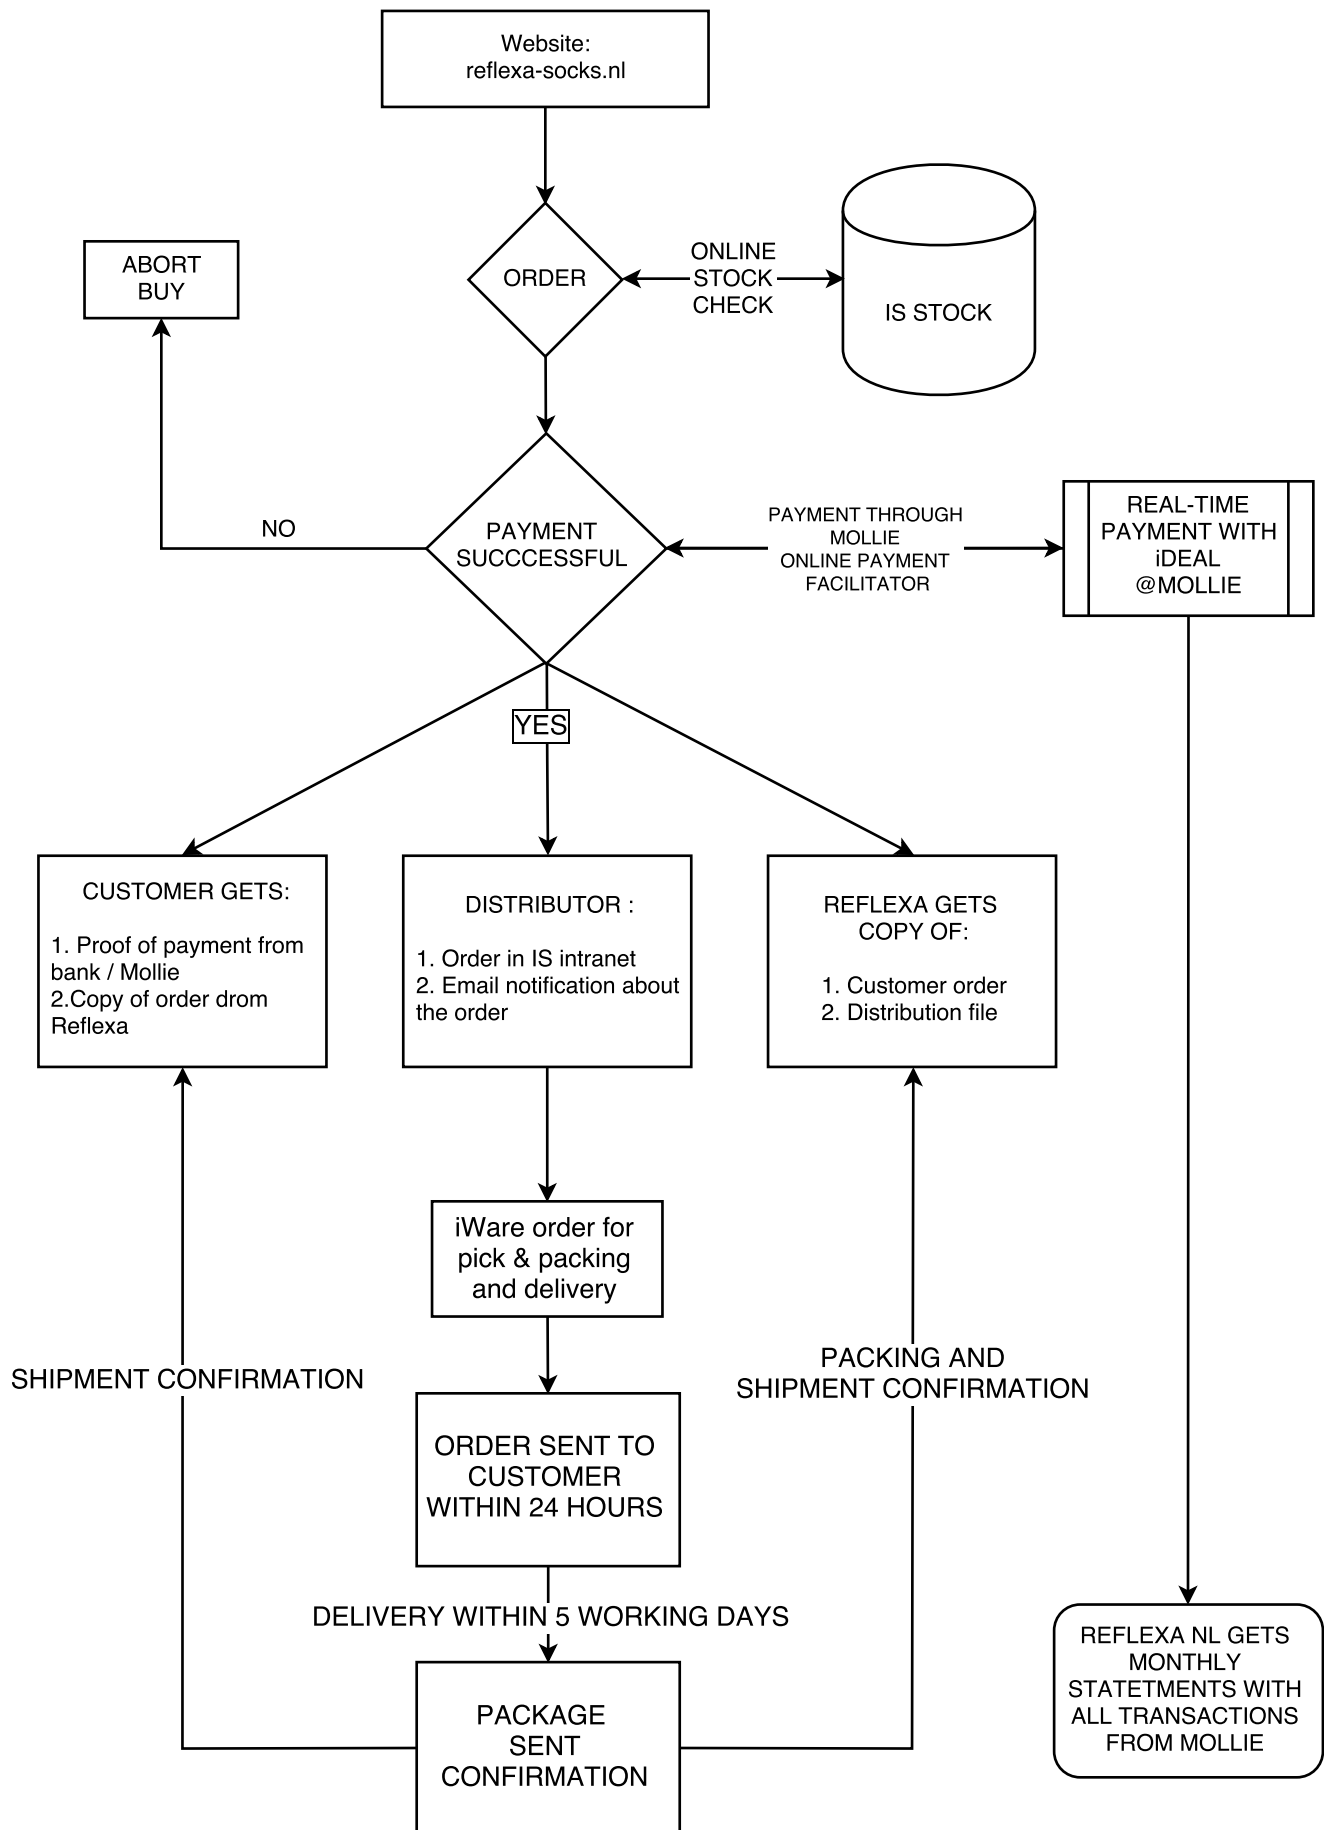 Website:
reflexa-socks.nl
ABORT
BUY
ORDER
ONLINE
STOCK
CHECK
IS STOCK
NO
PAYMENT
SUCCCESSFUL
PAYMENT THROUGH
MOLLIE
ONLINE PAYMENT
FACILITATOR
REAL-TIME
PAYMENT WITH
iDEAL
@MOLLIE
YES
CUSTOMER GETS:
1. Proof of payment from
bank / Mollie
2.Copy of order drom
Reflexa
DISTRIBUTOR :
1. Order in IS intranet
2. Email notification about
the order
REFLEXA GETS
COPY OF:
1. Customer order
2. Distribution file
iWare order for
pick & packing
and delivery
SHIPMENT CONFIRMATION
PACKING AND
SHIPMENT CONFIRMATION
ORDER SENT TO
CUSTOMER
WITHIN 24 HOURS
DELIVERY WITHIN 5 WORKING DAYS
PACKAGE
SENT
CONFIRMATION
REFLEXA NL GETS
MONTHLY
STATETMENTS WITH
ALL TRANSACTIONS
FROM MOLLIE